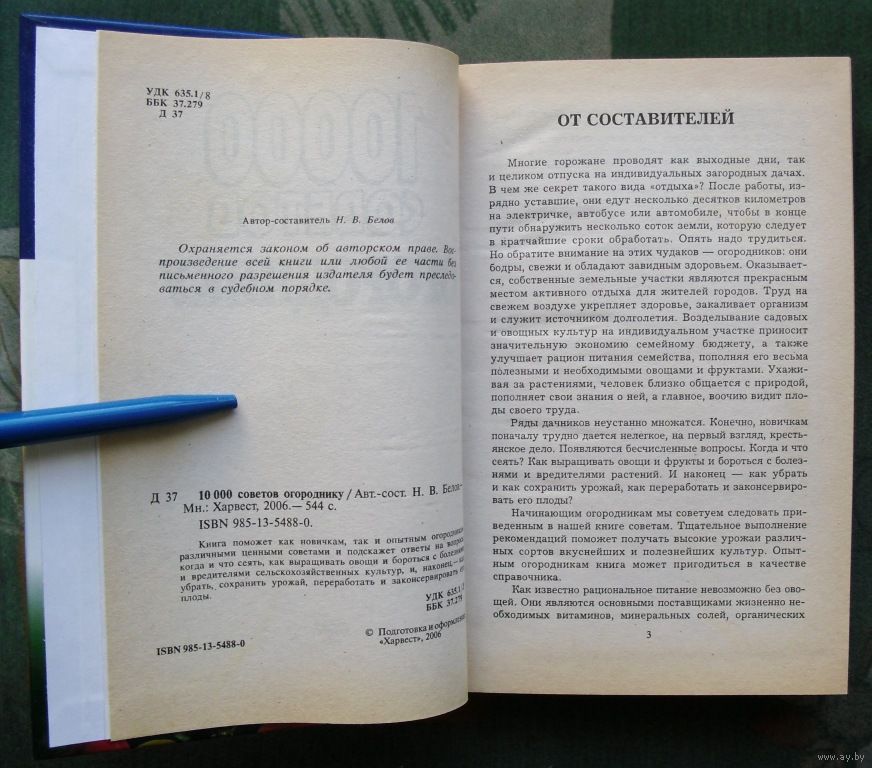 УДК 635.1/8
ББК 37.279
Д 37
Автор-составитель Н. В. Белов
Охраняется законом об авторском праве. Вос-
произведение всей книги или любой ее части без
письменного разрешения издателя будет преследо-
ваться в судебном порядке.
Д 37 10 000 советов огороднику / Авт.-сост. Н. В. Белов.-
Мн.: Харвест, 2006.— 544 с.
ISBN 985-13-5488-0.
Книга поможет как новичкам, так и опытным огородникам
различными ценными советами и подскажет ответы на вопросы
когда и что сеять, как выращивать овощи и бороться с болезнями
и вредителями сельскохозяйственных культур, и, наконец — как
убрать, сохранить урожай, переработать и законсервировать его
плоды.
УДК 635.1/
ББК 37.279
ISBN 985-13-5488-0
© Подготовка и оформление
«Харвест», 2006
ОТ СОСТАВИТЕЛЕЙ
Многие горожане проводят как выходные дни, так
и целиком отпуска на индивидуальных загородных дачах.
В чем же секрет такого вида «отдыха»? После работы, из-
рядно уставшие, они едут несколько десятков километров
на электричке, автобусе или автомобиле, чтобы в конце
пути обнаружить несколько соток земли, которую следует
в кратчайшие сроки обработать. Опять надо трудиться.
Но обратите внимание на этих чудаков — огородников: они
бодры, свежи и обладают завидным здоровьем. Оказывает-
ся, собственные земельные участки являются прекрасным
местом активного отдыха для жителей городов. Труд на
свежем воздухе укрепляет здоровье, закаливает организм
и служит источником долголетия. Возделывание садовых
и овощных культур на индивидуальном участке приносит
значительную экономию семейному бюджету, а также
улучшает рацион питания семейства, пополняя его весьма
полезными и необходимыми овощами и фруктами. Ухажи-
вая за растениями, человек близко общается с природой,
пополняет свои знания о ней, а главное, воочию видит пло-
ды своего труда.
Ряды дачников неустанно множатся. Конечно, новичкам
поначалу трудно дается нелегкое, на первый взгляд, кресть-
янское дело. Появляются бесчисленные вопросы. Когда и что
сеять? Как выращивать овощи и фрукты и бороться с болез-
нями и вредителями растений. И наконец — как убрать
и как сохранить урожай, как переработать и законсервиро-
вать его плоды?
Начинающим огородникам мы советуем следовать при-
веденным в нашей книге советам. Тщательное выполнение
рекомендаций поможет получать высокие урожаи различ-
ных сортов вкуснейших и полезнейших культур. Опыт-
ным огородникам книга может пригодиться в качестве
справочника.
Как известно рациональное питание невозможно без ово-
щей. Они являются основными поставщиками жизненно не-
обходимых витаминов, минеральных солей, органических
3
www.ay.by